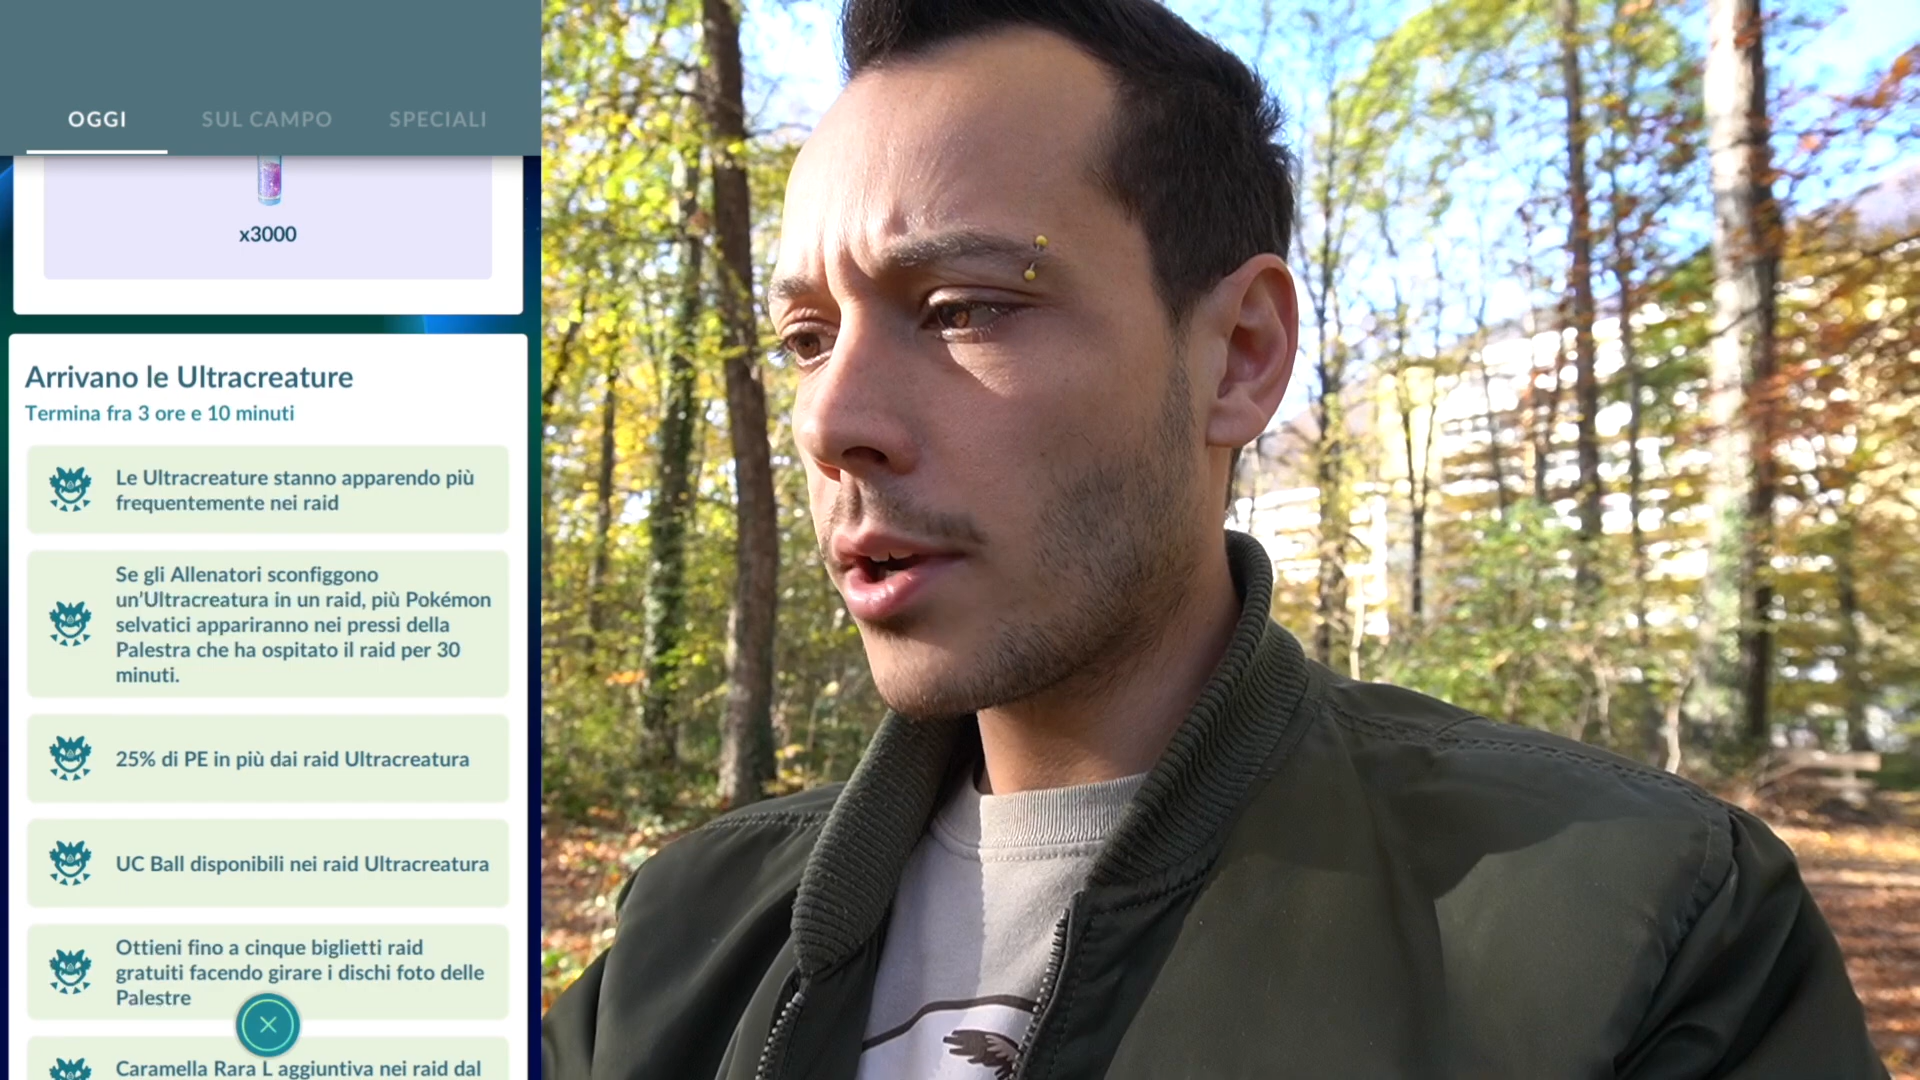 OGGI
SUL CAMPO
SPECIALI
x3000
Arrivano le Ultracreature
Termina fra 3 ore e 10 minuti
Le Ultracreature stanno apparendo più
frequentemente nei raid
Se gli Allenatori sconfiggono
un'Ultracreatura in un raid, più Pokémon
selvatici appariranno nei pressi della
Palestra che ha ospitato il raid per 30
minuti.
25% di PE in più dai raid Ultracreatura
UC Ball disponibili nei raid Ultracreatura
Ottieni fino a cinque biglietti raid
gratuiti facendo girare i dischi foto delle
Palestre
Caramella Rara L aggiuntiva nei raid dal